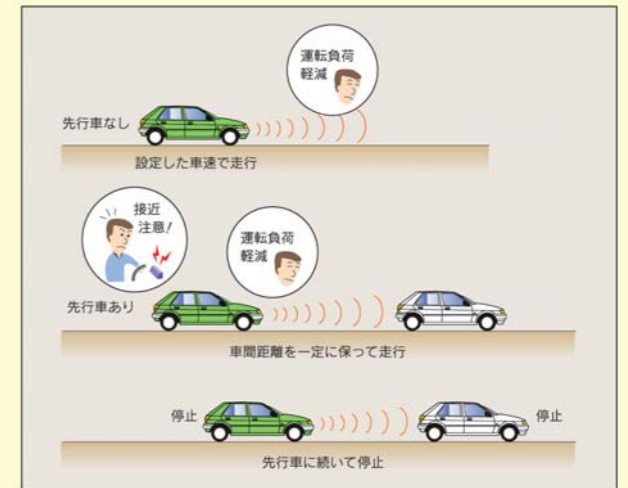 運転負荷
軽減
先行車なし
設定した車速で走行
接近
注意!
運転負荷
軽減
先行車あり
車間距離を一定に保って走行
停止
停止
先行車に続いて停止